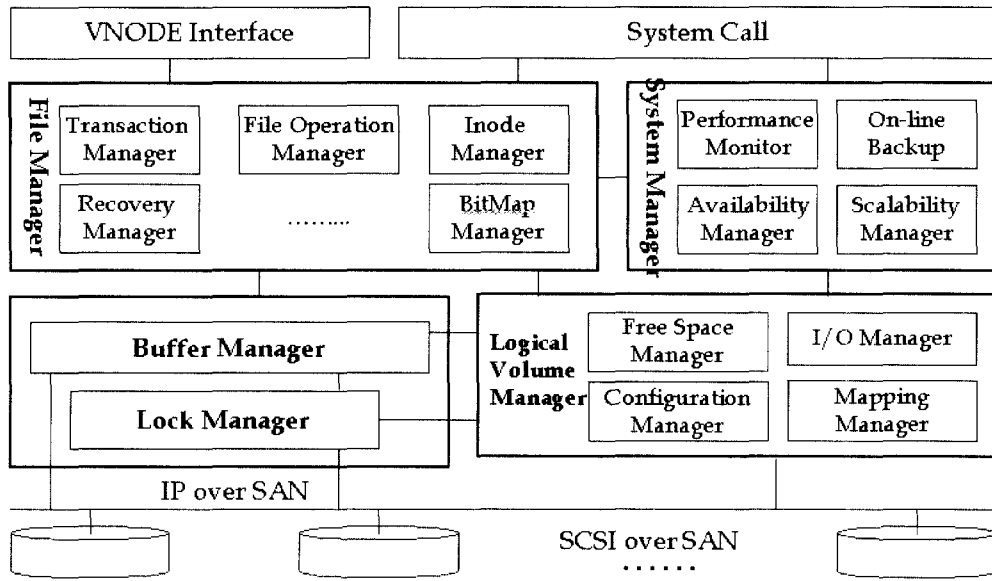 VNODE Interface
System Call
File Manager
Transaction
Manager
File Operation
Manager
Inode
Manager
Recovery
Manager
.........
BitMap
Manager
System Manager
Performance
Monitor
On-line
Backup
Availability
Manager
Scalability
Manager
Buffer Manager
Lock Manager
Logical
Volume
Manager
Free Space
Manager
I/O Manager
Configuration
Manager
Mapping
Manager
IP over SAN
SCSI over SAN
......